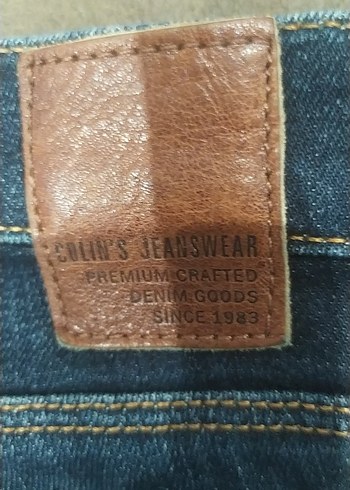 COLIN'S JEANSWEAR
PREMIUM CRAFTED
DENIM GOODS
SINCE 1983